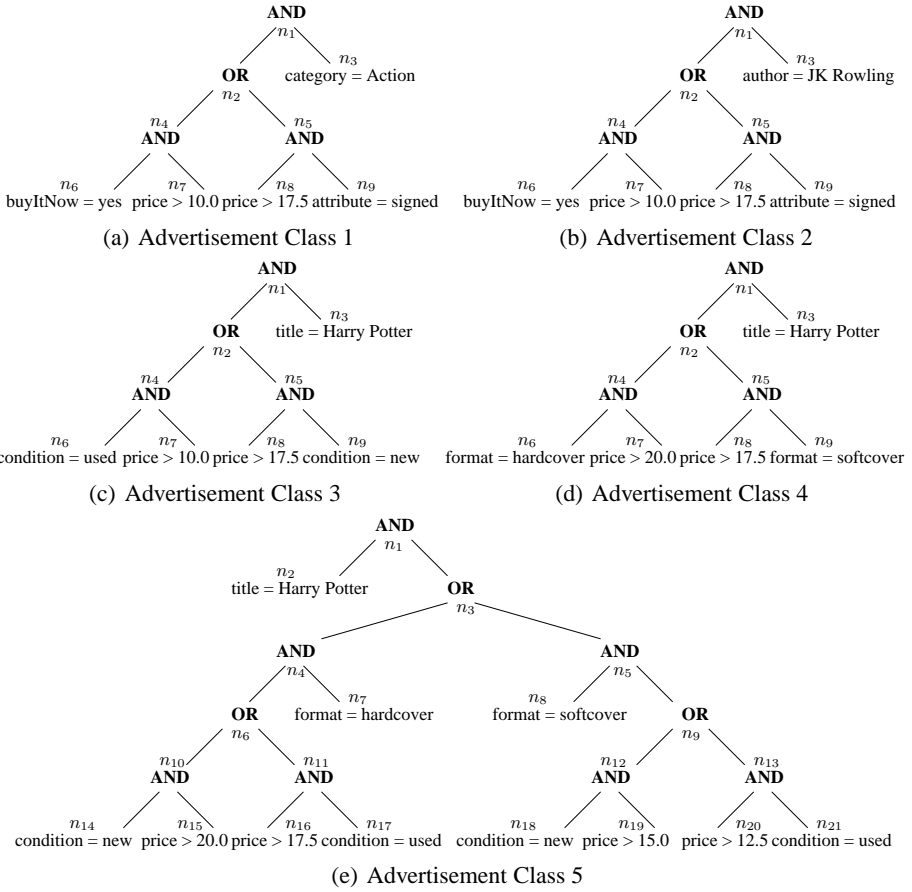 AND AND
n1 n1
n3 n3
OR category = Action OR author = JK Rowling
n2 n2
n4 n5 n4 n5
AND AND AND AND
n6 n7 n8 n9 n6 n7 n8 n9
buyItNow = yes price > 10.0 price > 17.5 attribute = signed buyItNow = yes price > 10.0 price > 17.5 attribute = signed
(a) Advertisement Class 1 (b) Advertisement Class 2
AND AND
n1 n1
n3 n3
OR title = Harry Potter OR title = Harry Potter
n2 n2
n4 n5 n4 n5
AND AND AND AND
n6 n7 n8 n9 n6 n7 n8 n9
condition = used price > 10.0 price > 17.5 condition = new format = hardcover price > 20.0 price > 17.5 format = softcover
(c) Advertisement Class 3 (d) Advertisement Class 4
AND
n1
n2
title = Harry Potter OR
n3
AND AND
n4 n5
n7 n8
OR format = hardcover format = softcover OR
n6 n9
n10 n11 n12 n13
AND AND AND AND
n14 n15 n16 n17 n18 n19 n20 n21
condition = new price > 20.0 price > 17.5 condition = used condition = new price > 15.0 price > 12.5 condition = used
(e) Advertisement Class 5